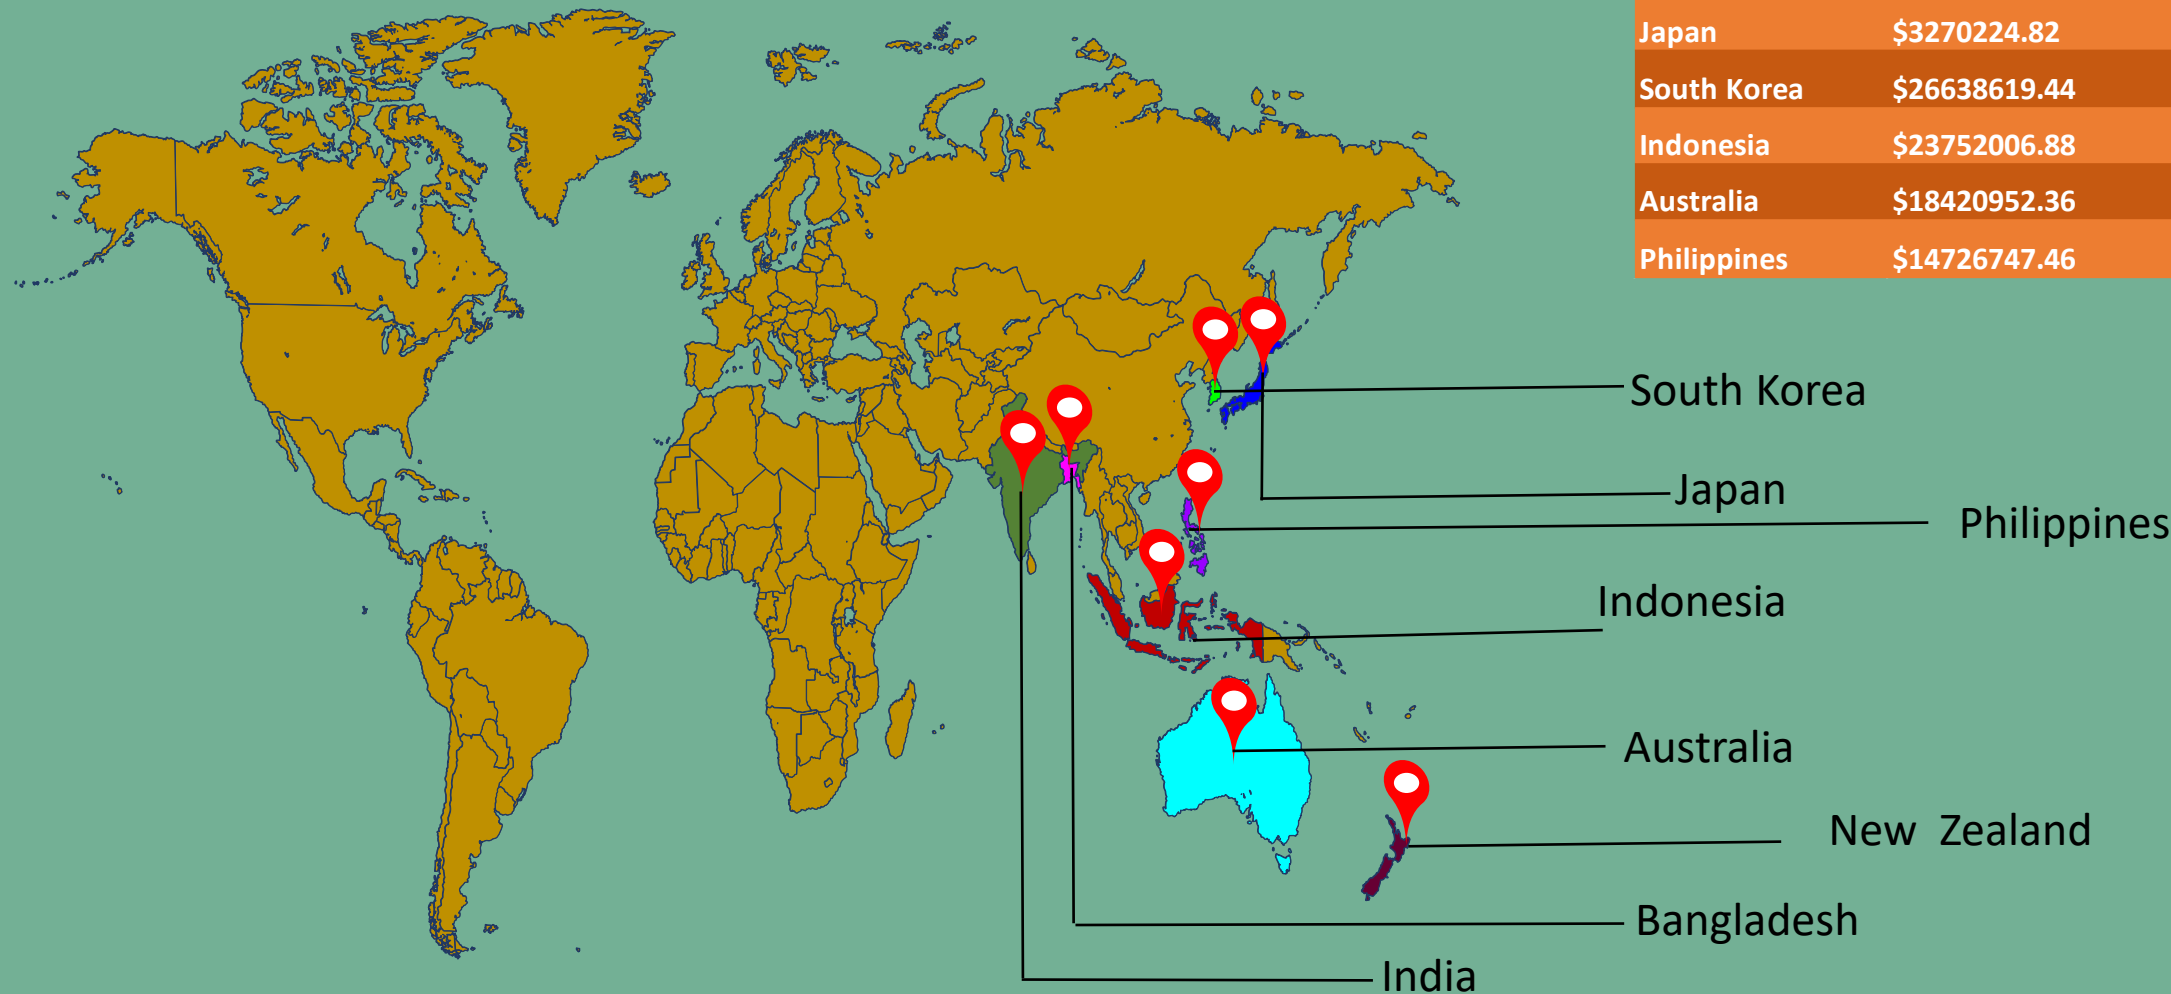 Japan $3270224.82
South Korea $26638619.44
Indonesia $23752006.88
Australia $18420952.36
Philippines $14726747.46
South Korea
Japan
Philippines
Indonesia
Australia
New Zealand
Bangladesh
India